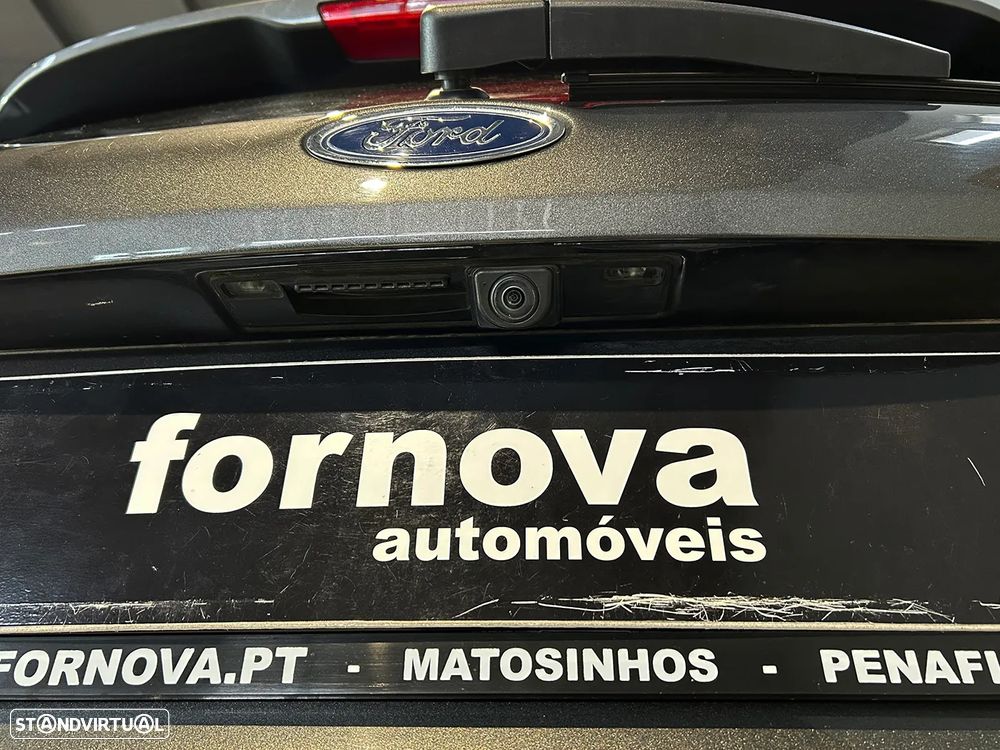 Ford
fornova
automóveis
FORNOVA.PT - MATOSINHOS - PENAFI
STANDVIRTUAL